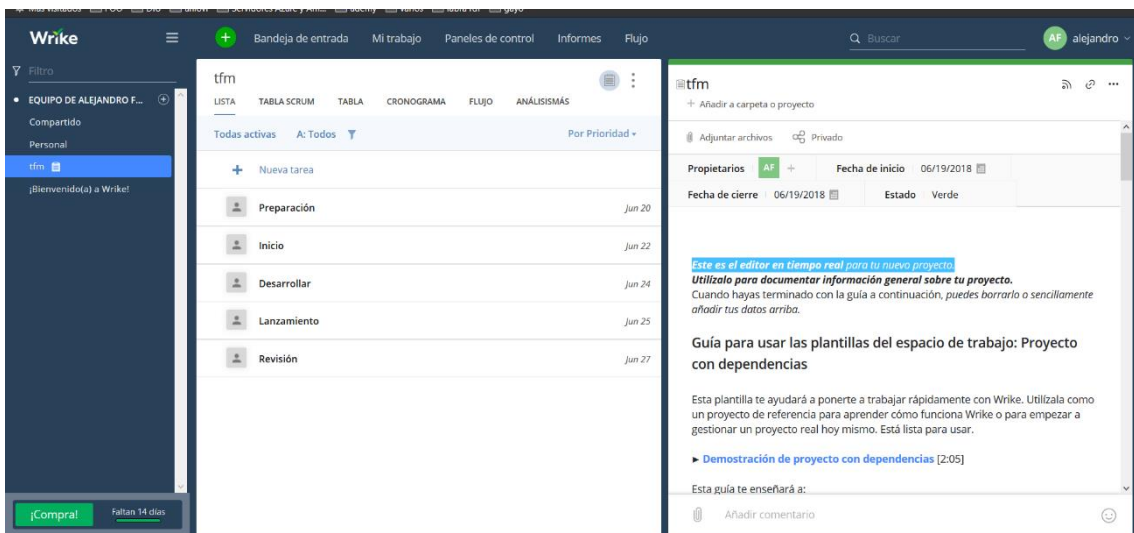 Wrike
Bandeja de entrada
Mi trabajo
Paneles de control
Informes
Flujo
Buscar
AF
alejandro
Filtro
EQUIPO DE ALEJANDRO F...
Compartido
Personal
tfm
¡Bienvenido(a) a Wrike!
¡Compra!
Faltan 14 días
tfm
LISTA TABLA SCRUM TABLA CRONOGRAMA FLUJO ANÁLISISMÁS
Todas activas A: Todos Por Prioridad
Nueva tarea
Preparación Jun 20
Inicio Jun 22
Desarrollar Jun 24
Lanzamiento Jun 25
Revisión Jun 27
tfm
+ Añadir a carpeta o proyecto
Adjuntar archivos Privado
Propietarios AF + Fecha de inicio 06/19/2018
Fecha de cierre 06/19/2018 Estado Verde
Este es el editor en tiempo real para tu nuevo proyecto.
Utilízalo para documentar información general sobre tu proyecto.
Cuando hayas terminado con la guía a continuación, puedes borrarlo o sencillamente
añadir tus datos arriba.
Guía para usar las plantillas del espacio de trabajo: Proyecto
con dependencias
Esta plantilla te ayudará a ponerte a trabajar rápidamente con Wrike. Utilízala como
un proyecto de referencia para aprender cómo funciona Wrike o para empezar a
gestionar un proyecto real hoy mismo. Está lista para usar.
► Demostración de proyecto con dependencias [2:05]
Esta guía te enseñará a:
Añadir comentario